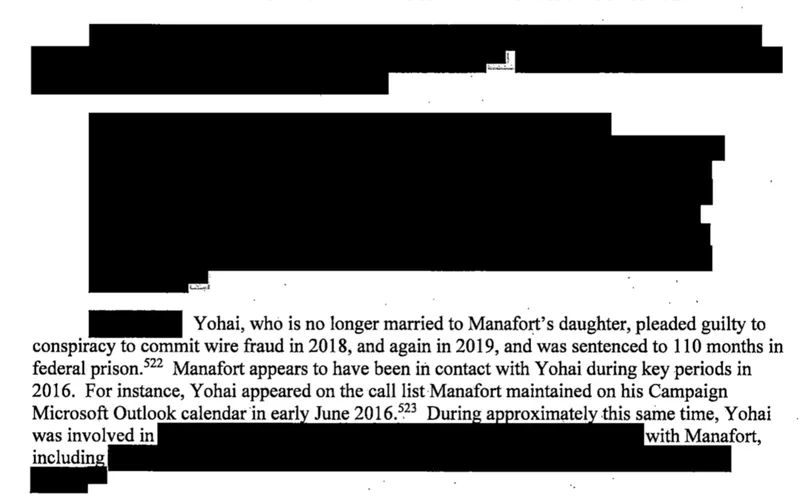 Yohai, who is no longer married to Manafort's daughter, pleaded guilty to
conspiracy to commit wire fraud in 2018, and again in 2019, and was sentenced to 110 months in
federal prison.522 Manafort appears to have been in contact with Yohai during key periods in
2016. For instance, Yohai appeared on the call list Manafort maintained on his Campaign
Microsoft Outlook calendar in early June 2016.523 During approximately this same time, Yohai
was involved in with Manafort,
including